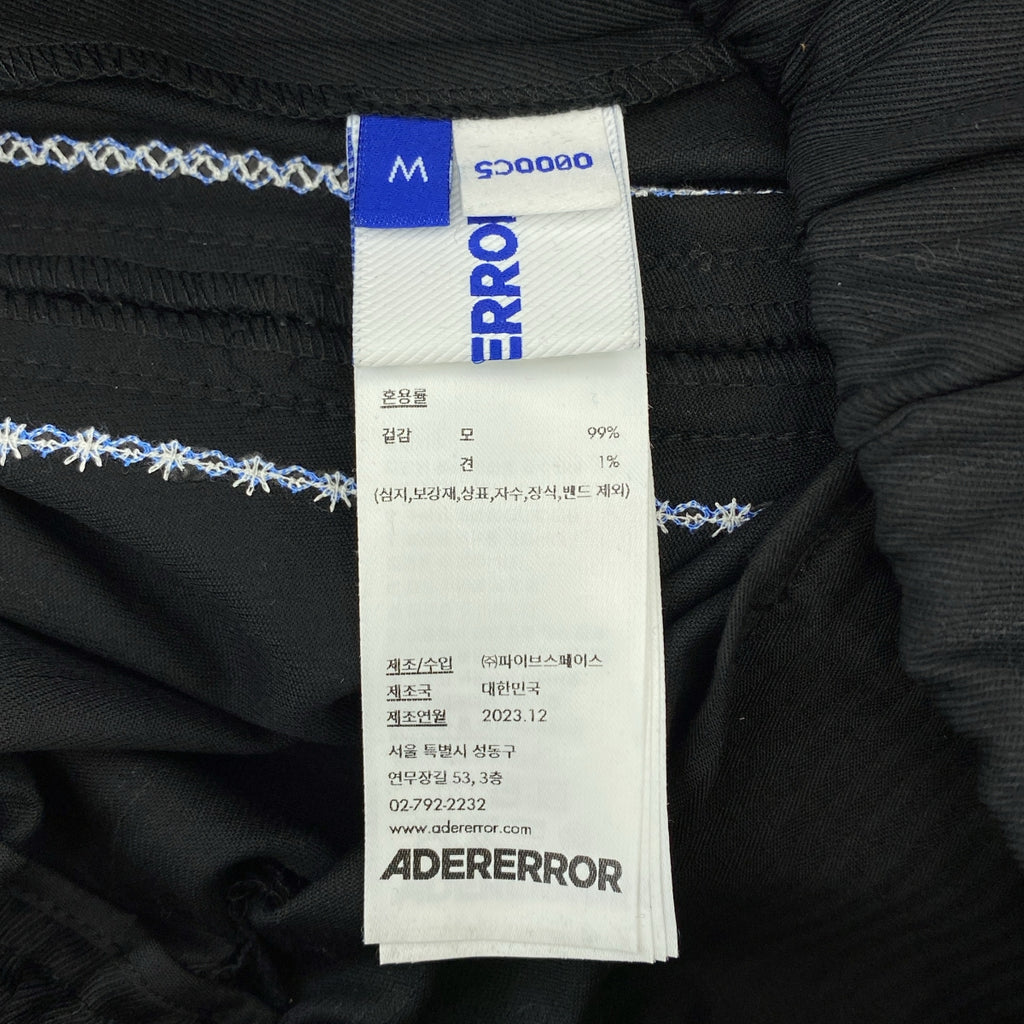 W
0000C5
ERROR
혼용률
겉감 모 99%
견 1%
(심지,보강재,상표,자수,장식,밴드 제외)
제조/수입 ㈜파이브스페이스
제조국 대한민국
제조연월 2023.12
서울 특별시 성동구
연무장길 53, 3층
02-792-2232
www.adererror.com
ADERERROR